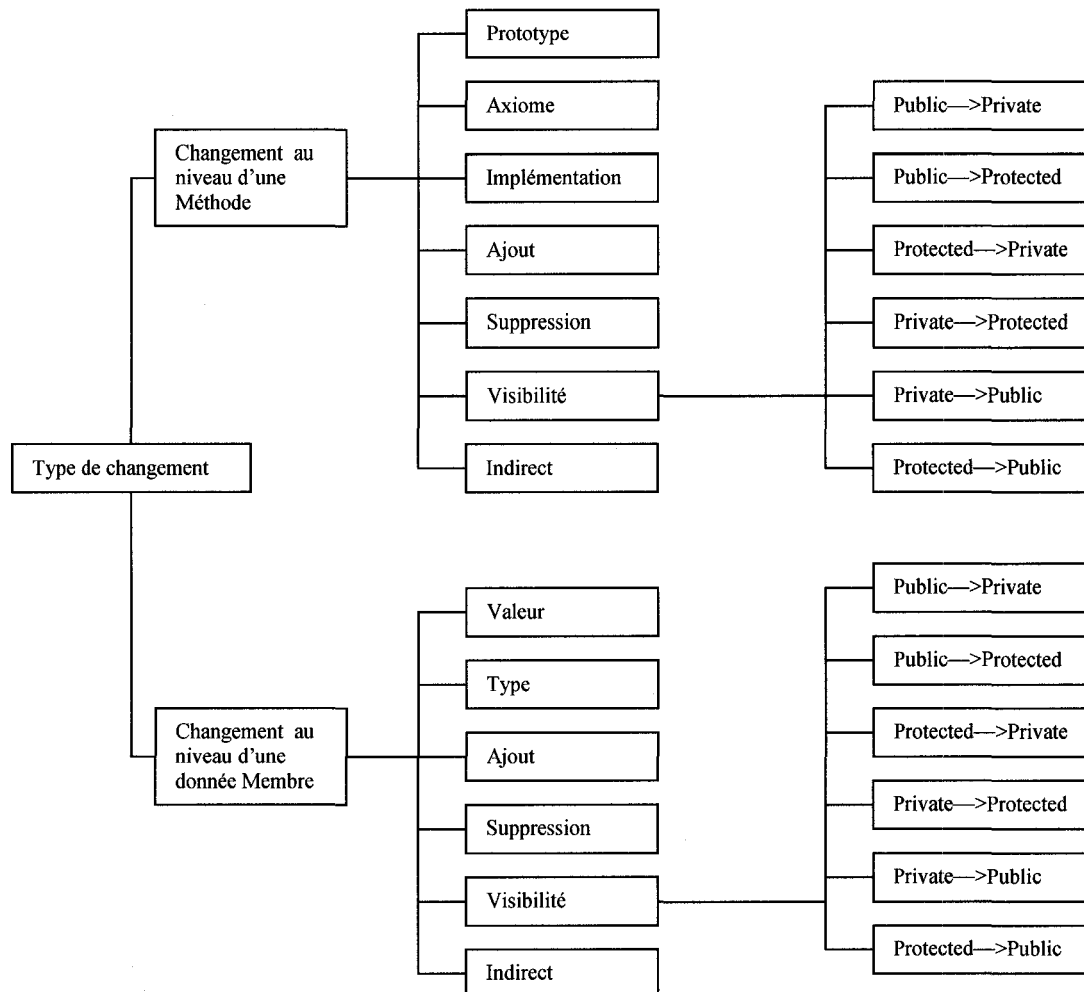 Type de changement
Changement au
niveau d'une
Méthode
Prototype
Axiome
Implémentation
Ajout
Suppression
Visibilité
Indirect
Public—>Private
Public—>Protected
Protected—>Private
Private—>Protected
Private—>Public
Protected—>Public
Changement au
niveau d'une
donnée Membre
Valeur
Type
Ajout
Suppression
Visibilité
Indirect
Public—>Private
Public—>Protected
Protected—>Private
Private—>Protected
Private—>Public
Protected—>Public